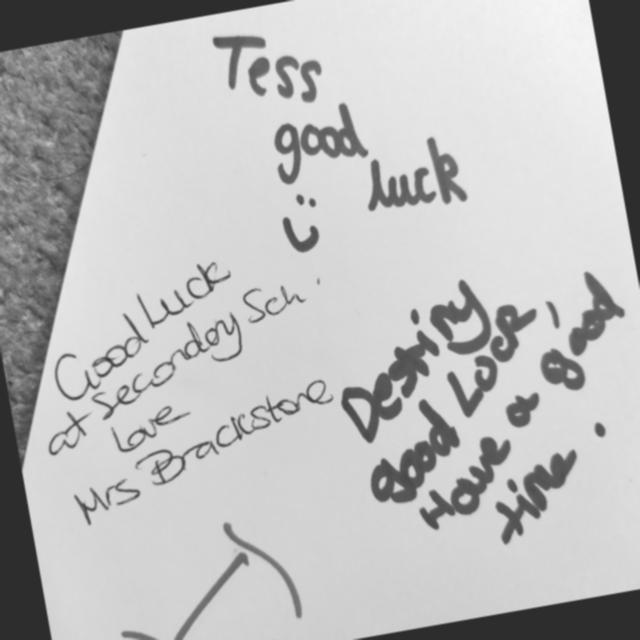 Tess
good
luck
Good Luck
at Secondary Sch.
Love
Mrs Brackstone
Destiny
good Luck,
Have a good
time.